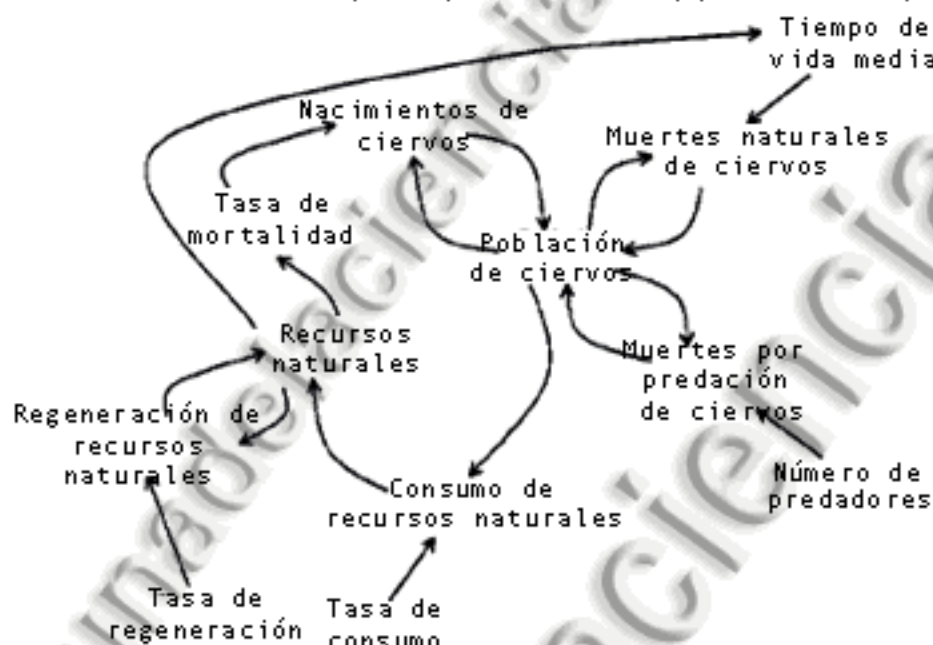 Tiempo de
vida media
Nacimientos de
ciervos
Muertes naturales
de ciervos
Tasa de
mortalidad
Población
de ciervos
Recursos
naturales
Muertes por
predación
de ciervos
Regeneración de
recursos
naturales
Número de
predadores
Consumo de
recursos naturales
Tasa de
regeneración
Tasa de
consumo